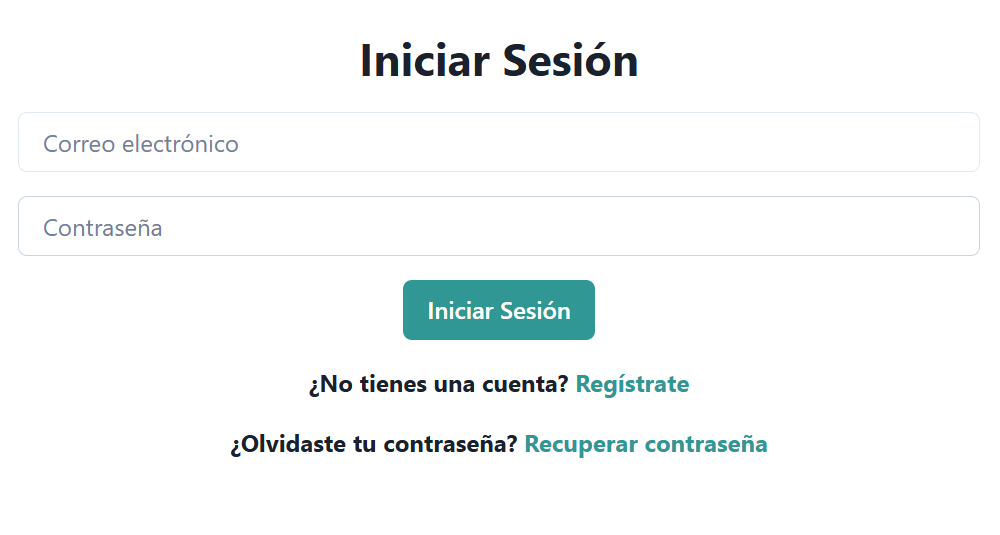 Iniciar Sesión
Correo electrónico
Contraseña
Iniciar Sesión
¿No tienes una cuenta? Regístrate
¿Olvidaste tu contraseña? Recuperar contraseña